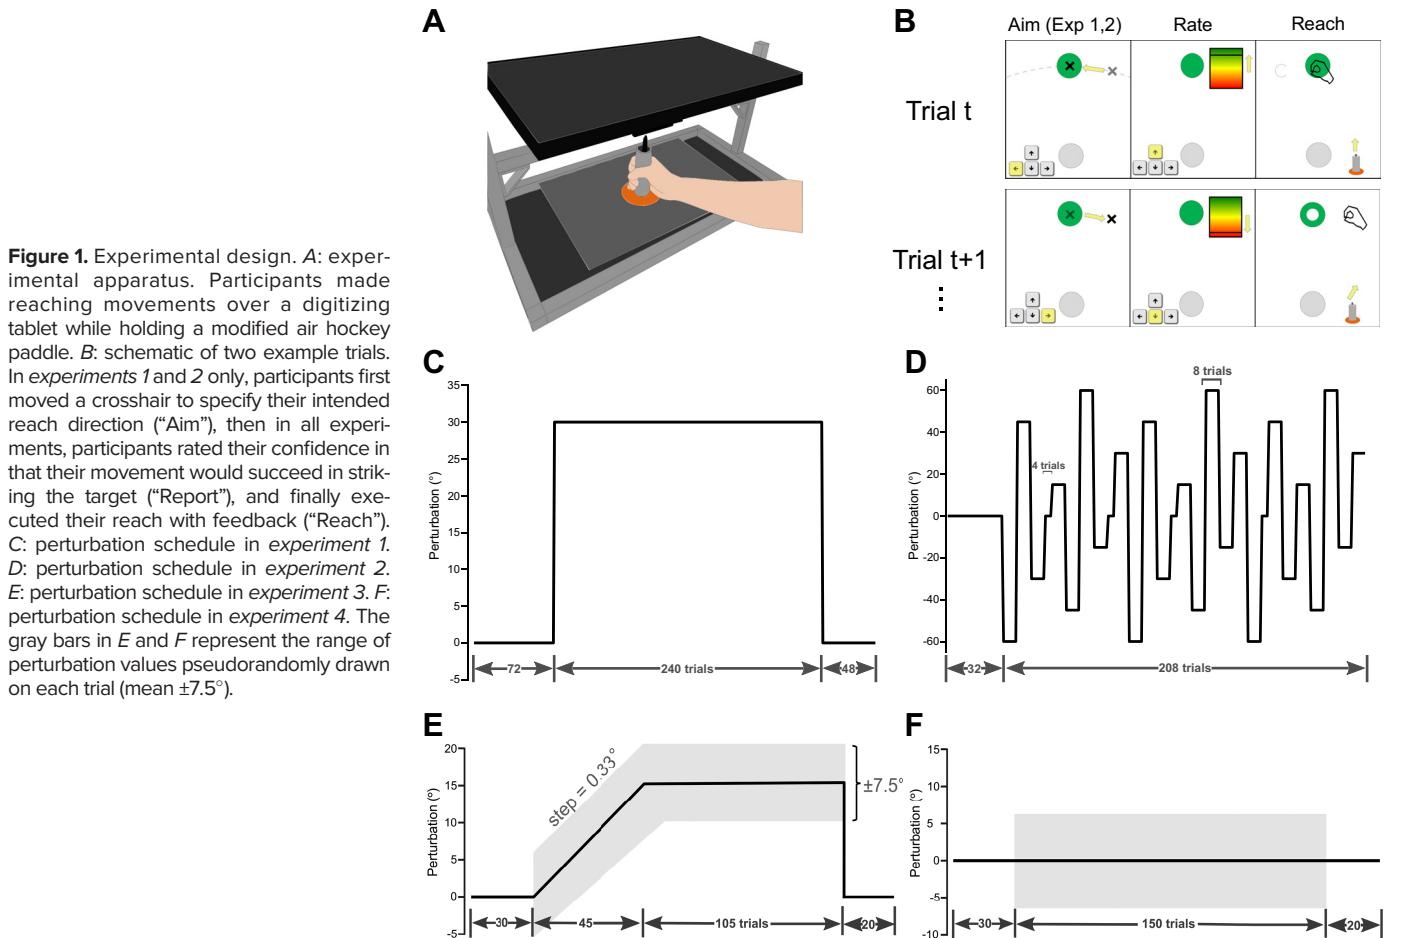 Figure 1. Experimental design. A: exper-
imental apparatus. Participants made
reaching movements over a digitizing
tablet while holding a modified air hockey
paddle. B: schematic of two example trials.
In experiments 1 and 2 only, participants first
moved a crosshair to specify their intended
reach direction (“Aim”), then in all experi-
ments, participants rated their confidence in
that their movement would succeed in strik-
ing the target (“Report”), and finally exe-
cuted their reach with feedback (“Reach”).
C: perturbation schedule in experiment 1.
D: perturbation schedule in experiment 2.
E: perturbation schedule in experiment 3. F:
perturbation schedule in experiment 4. The
gray bars in E and F represent the range of
perturbation values pseudorandomly drawn
on each trial (mean ±7.5°).
A
B
Aim (Exp 1,2) Rate Reach
Trial t
Trial t+1
C
Perturbation (°)
35
30
25
20
15
10
5
0
-5
72 240 trials 48
D
Perturbation (°)
60
40
20
0
-20
-40
-60
4 trials
8 trials
32 208 trials
E
Perturbation (°)
20
15
10
5
0
-5
step = 0.33°
±7.5°
30 45 105 trials 20
F
Perturbation (°)
15
10
5
0
-5
-10
30 150 trials 20